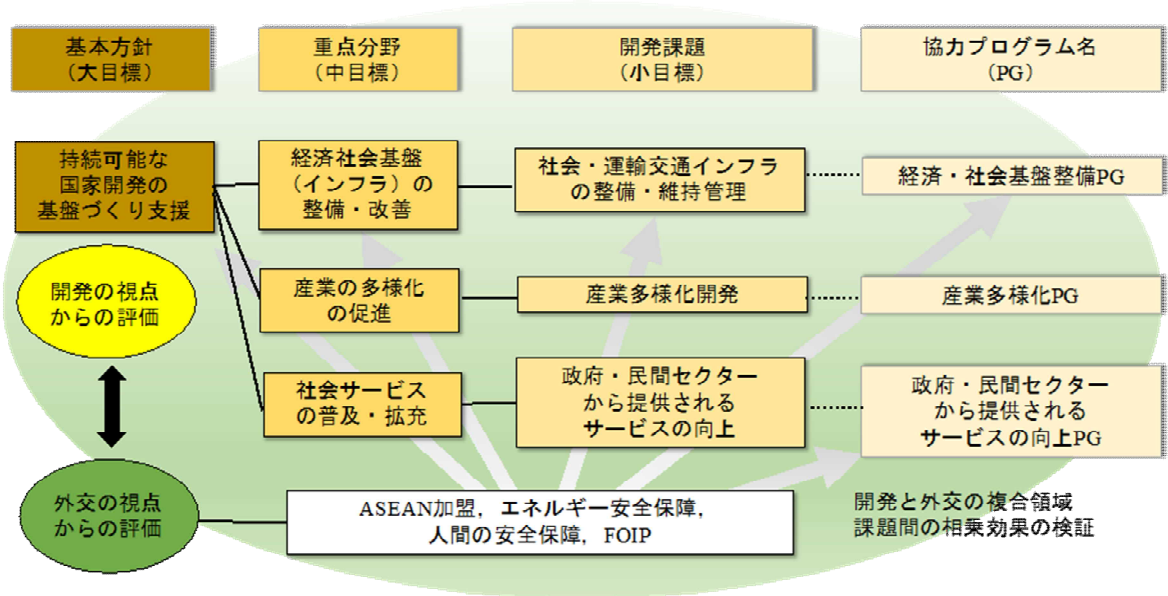 基本方針
（大目標）
重点分野
（中目標）
開発課題
（小目標）
協力プログラム名
（PG）
持続可能な
国家開発の
基盤づくり支援
経済社会基盤
（インフラ）の
整備・改善
社会・運輸交通インフラ
の整備・維持管理
経済・社会基盤整備PG
開発の視点
からの評価
産業の多様化
の促進
産業多様化開発
産業多様化PG
社会サービス
の普及・拡充
政府・民間セクター
から提供される
サービスの向上
政府・民間セクター
から提供される
サービスの向上PG
外交の視点
からの評価
ASEAN加盟，エネルギー安全保障，
人間の安全保障，FOIP
開発と外交の複合領域
課題間の相乗効果の検証